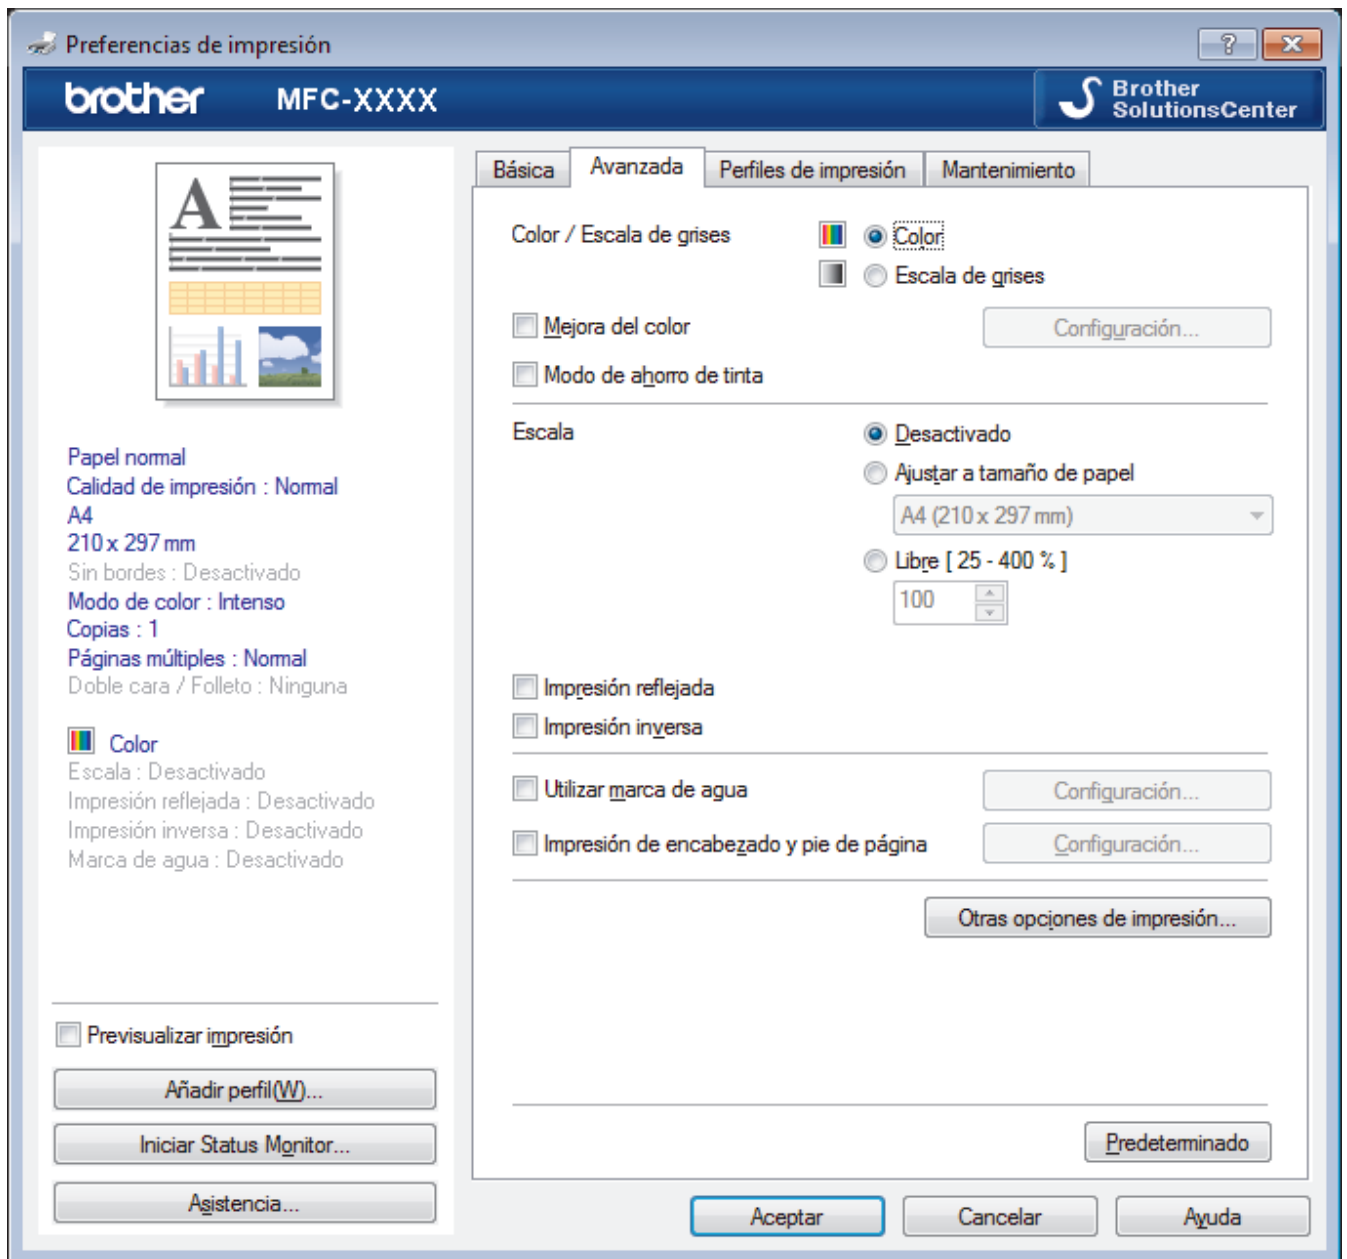 Preferencias de impresión
brother MFC-XXXX
Brother
SolutionsCenter
A
Papel normal
Calidad de impresión : Normal
A4
210 x 297 mm
Sin bordes : Desactivado
Modo de color : Intenso
Copias : 1
Páginas múltiples : Normal
Doble cara / Folleto : Ninguna
Color
Escala : Desactivado
Impresión reflejada : Desactivado
Impresión inversa : Desactivado
Marca de agua : Desactivado
Previsualizar impresión
Añadir perfil(W)...
Iniciar Status Monitor...
Asistencia...
Básica Avanzada Perfiles de impresión Mantenimiento
Color / Escala de grises Color
Escala de grises
Mejora del color Configuración...
Modo de ahorro de tinta
Escala Desactivado
Ajustar a tamaño de papel
A4 (210 x 297 mm)
Libre [ 25 - 400 % ]
100
Impresión reflejada
Impresión inversa
Utilizar marca de agua Configuración...
Impresión de encabezado y pie de página Configuración...
Otras opciones de impresión...
Predeterminado
Aceptar Cancelar Ayuda